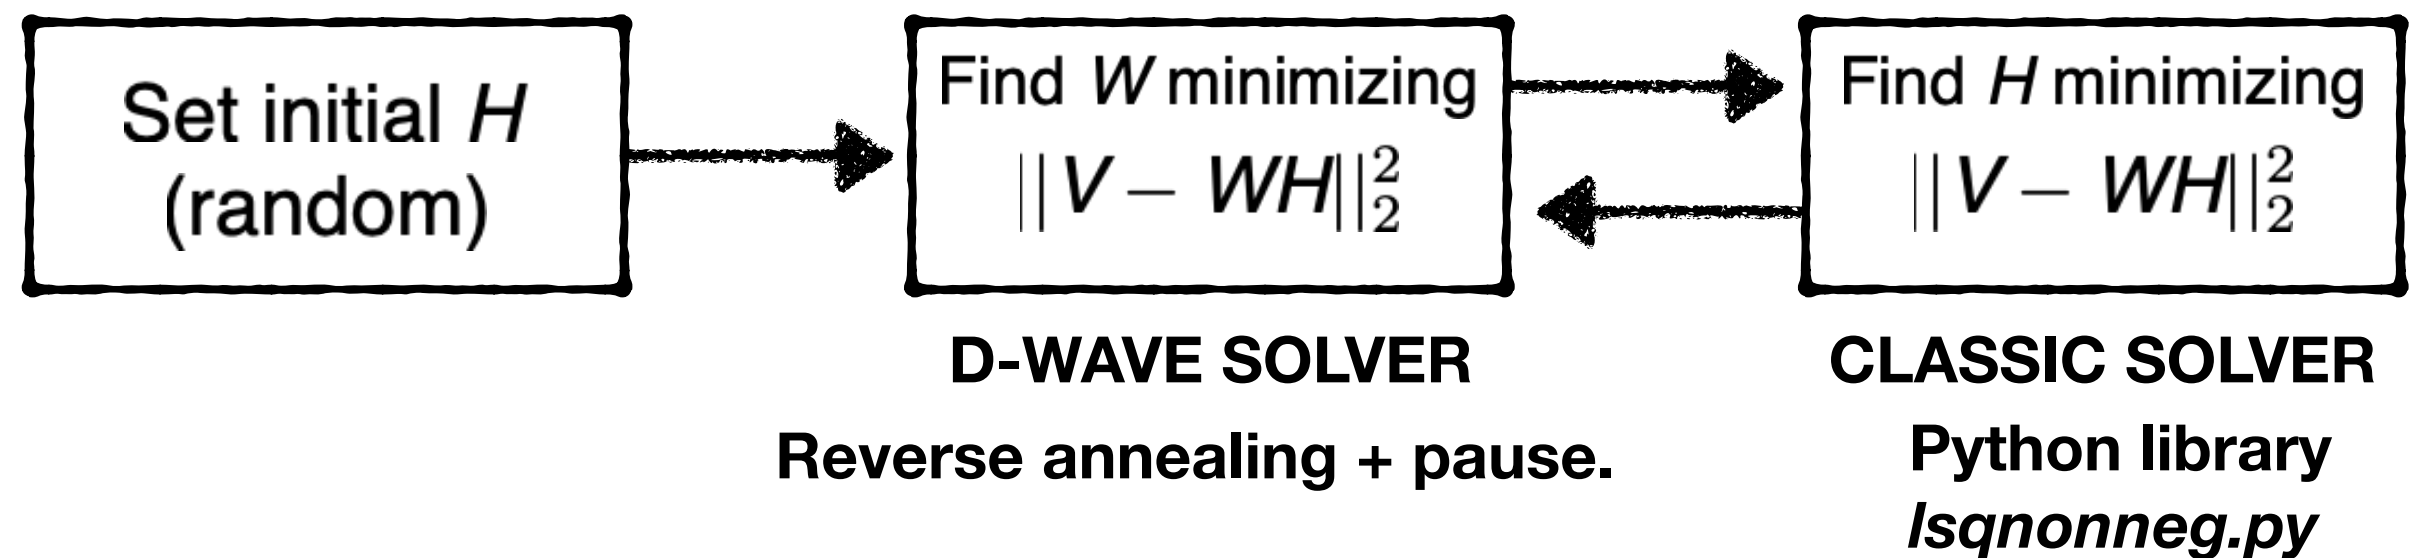 Set initial H
(random)
Find W minimizing
||V − WH||₂²
D-WAVE SOLVER
Reverse annealing + pause.
Find H minimizing
||V − WH||₂²
CLASSIC SOLVER
Python library
lsqnonneg.py